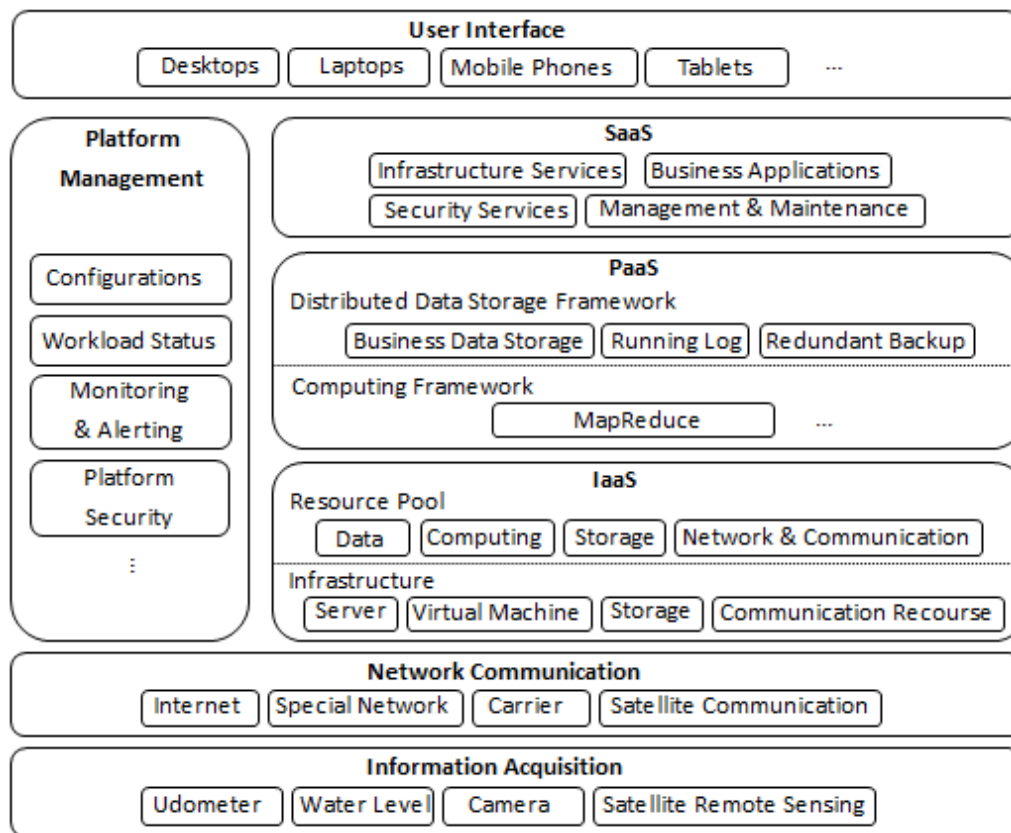 User Interface
Desktops Laptops Mobile Phones Tablets ...
Platform
Management
Configurations
Workload Status
Monitoring
& Alerting
Platform
Security
...
SaaS
Infrastructure Services Business Applications
Security Services Management & Maintenance
PaaS
Distributed Data Storage Framework
Business Data Storage Running Log Redundant Backup
Computing Framework
MapReduce ...
IaaS
Resource Pool
Data Computing Storage Network & Communication
Infrastructure
Server Virtual Machine Storage Communication Recourse
Network Communication
Internet Special Network Carrier Satellite Communication
Information Acquisition
Udometer Water Level Camera Satellite Remote Sensing